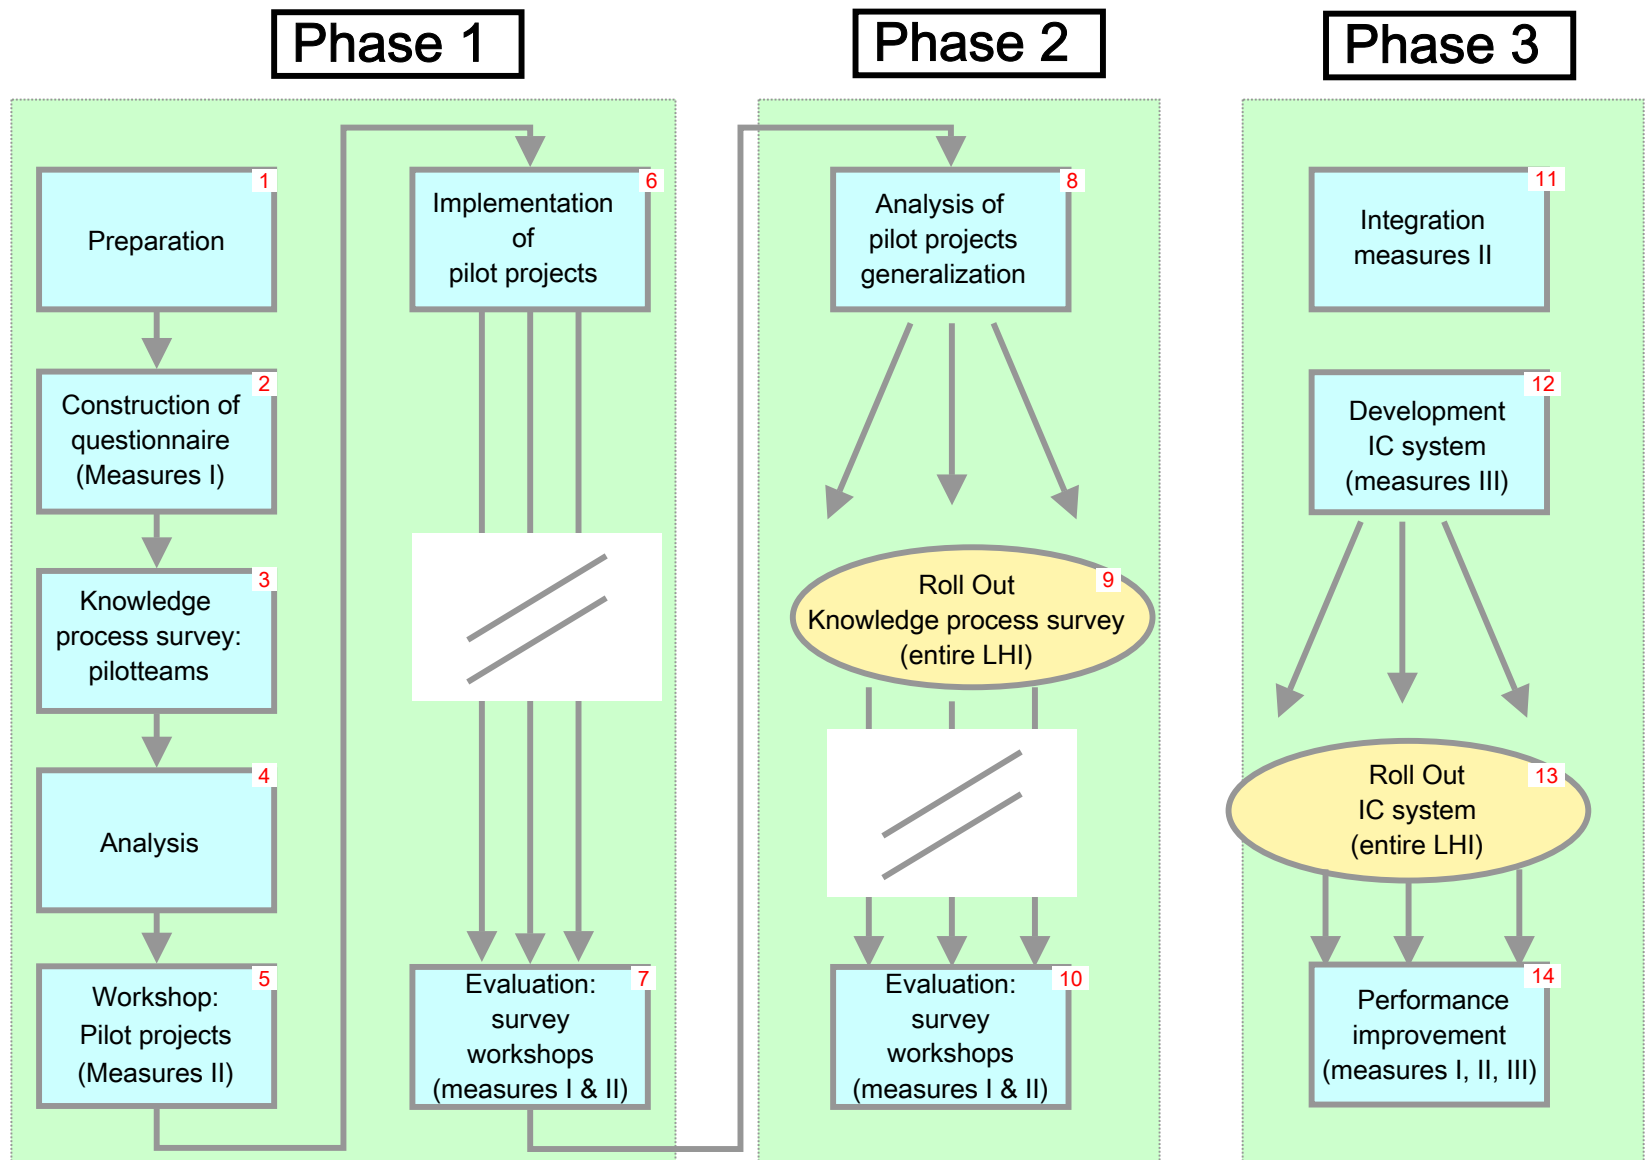 Phase 1
Phase 2
Phase 3
1
Preparation
2
Construction of
questionnaire
(Measures I)
3
Knowledge
process survey:
pilotteams
4
Analysis
5
Workshop:
Pilot projects
(Measures II)
6
Implementation
of
pilot projects
7
Evaluation:
survey
workshops
(measures I & II)
8
Analysis of
pilot projects
generalization
9
Roll Out
Knowledge process survey
(entire LHI)
10
Evaluation:
survey
workshops
(measures I & II)
11
Integration
measures II
12
Development
IC system
(measures III)
13
Roll Out
IC system
(entire LHI)
14
Performance
improvement
(measures I, II, III)